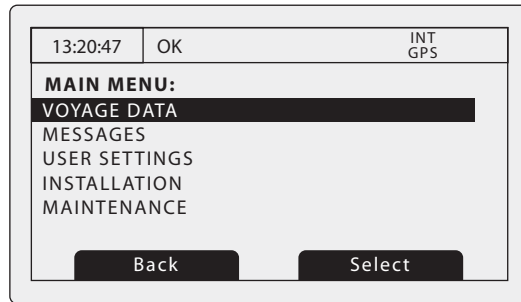 13:20:47 OK INT
GPS
MAIN MENU:
VOYAGE DATA
MESSAGES
USER SETTINGS
INSTALLATION
MAINTENANCE
Back Select